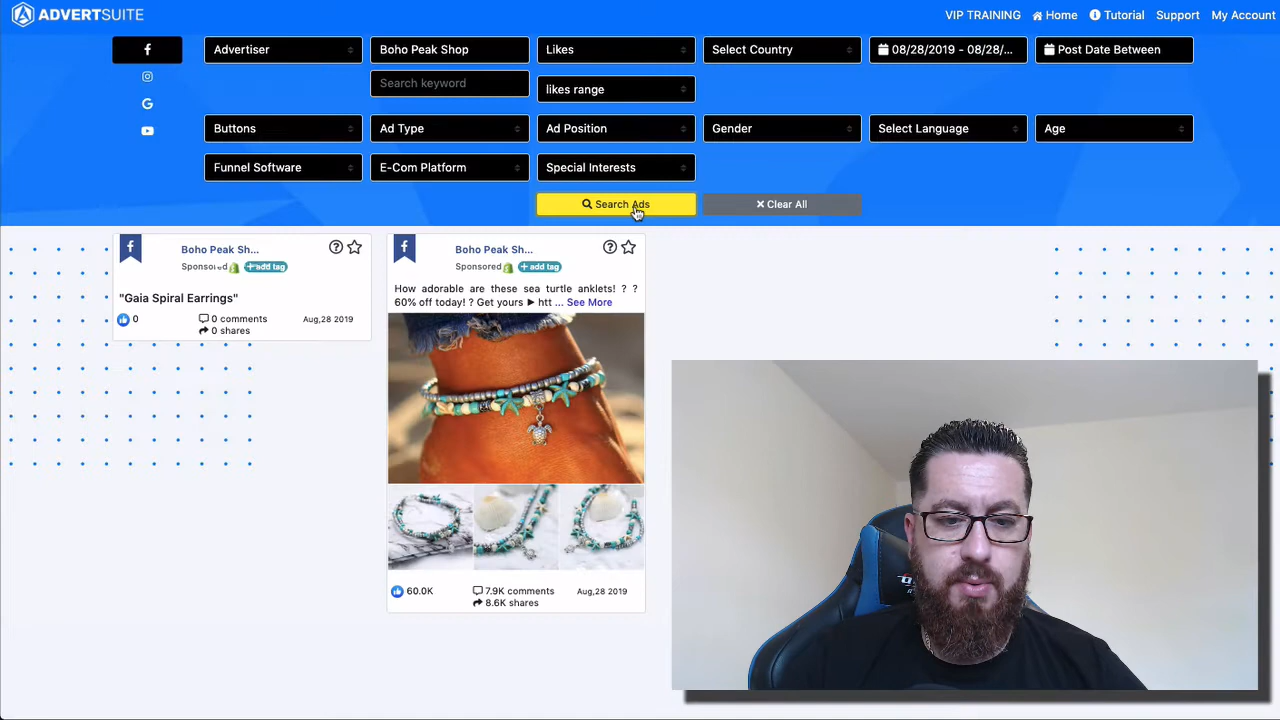 ADVERTSUITE
VIP TRAINING Home Tutorial Support My Account
Advertiser Boho Peak Shop Likes Select Country 08/28/2019 - 08/28/... Post Date Between
Search keyword likes range
Buttons Ad Type Ad Position Gender Select Language Age
Funnel Software E-Com Platform Special Interests
Search Ads Clear All
Boho Peak Sh...
Sponsored + add tag
"Gaia Spiral Earrings"
0 0 comments Aug,28 2019
0 shares
Boho Peak Sh...
Sponsored + add tag
How adorable are these sea turtle anklets! ? ?
60% off today! ? Get yours ► htt ... See More
60.0K 7.9K comments Aug,28 2019
8.6K shares